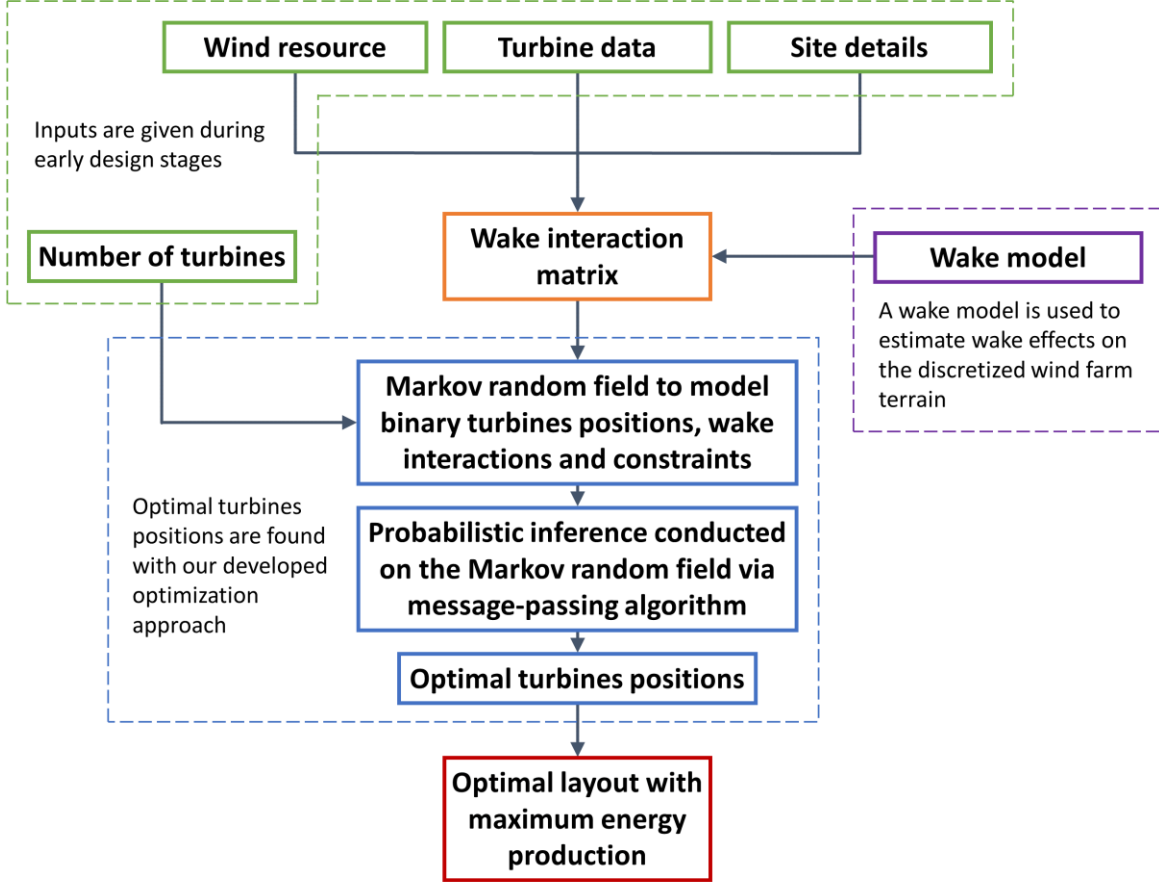 Wind resource
Turbine data
Site details
Inputs are given during
early design stages
Number of turbines
Wake interaction
matrix
Wake model
A wake model is used to
estimate wake effects on
the discretized wind farm
terrain
Markov random field to model
binary turbines positions, wake
interactions and constraints
Optimal turbines
positions are found
with our developed
optimization
approach
Probabilistic inference conducted
on the Markov random field via
message-passing algorithm
Optimal turbines positions
Optimal layout with
maximum energy
production